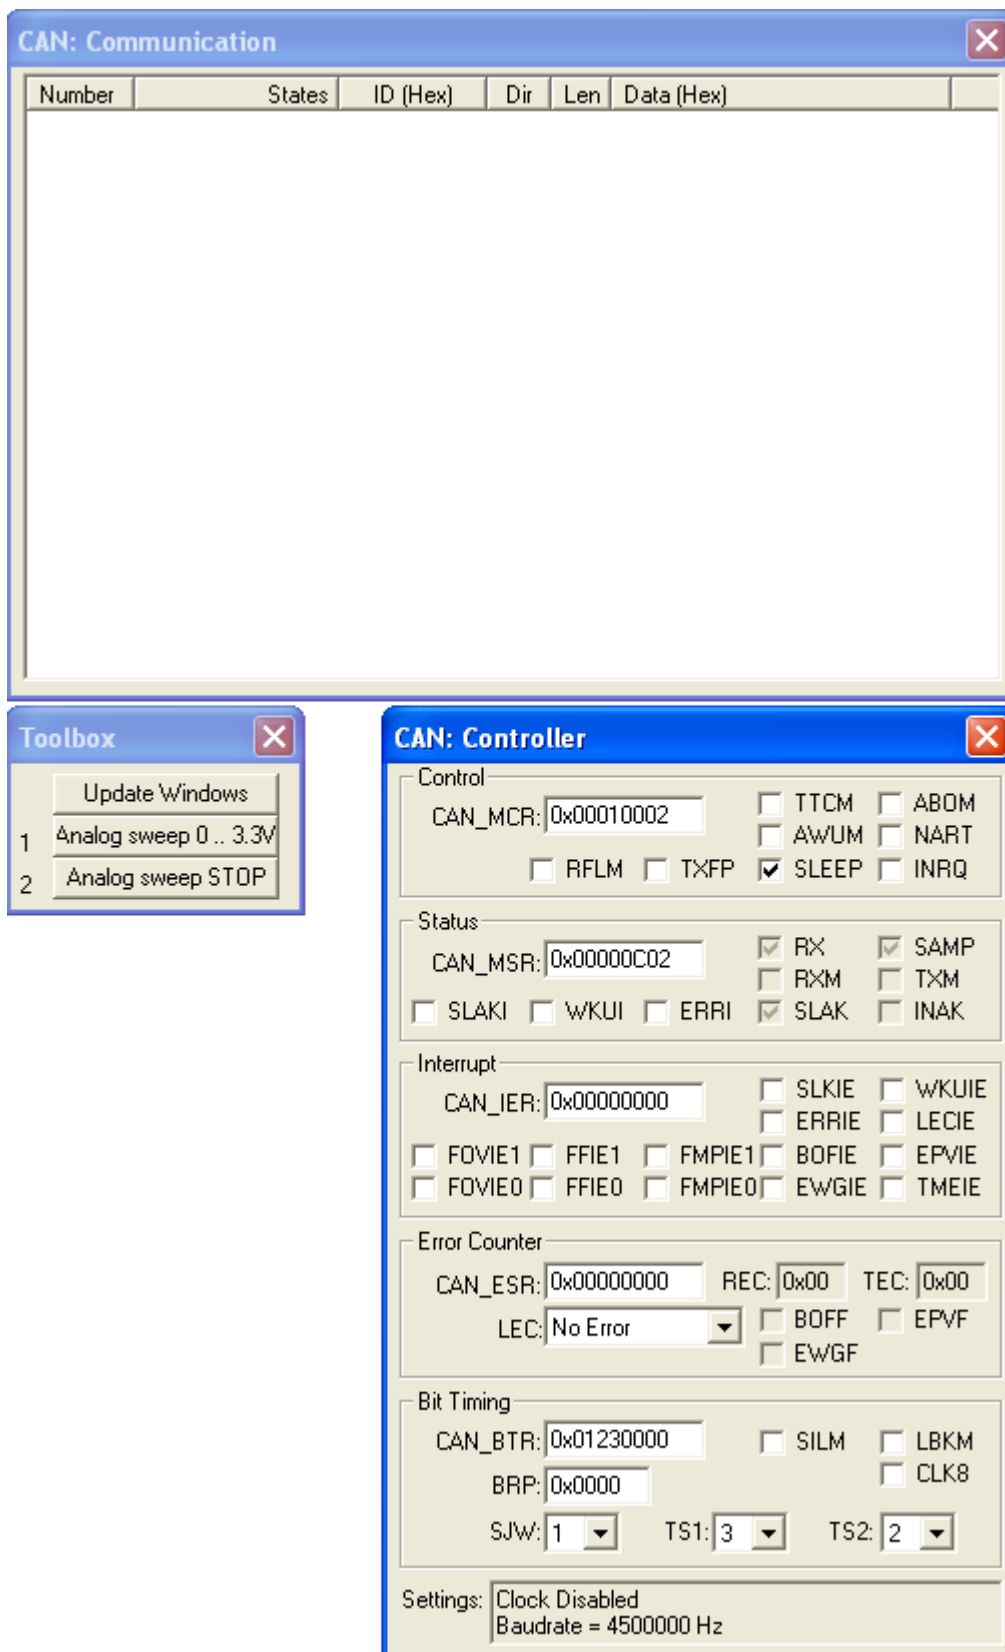 CAN: Communication
Number States ID (Hex) Dir Len Data (Hex)
Toolbox
Update Windows
1 Analog sweep 0 .. 3.3V
2 Analog sweep STOP
CAN: Controller
Control
CAN_MCR: 0x00010002 TTCM ABOM
AWUM NART
RFLM TXFP SLEEP INRQ
Status
CAN_MSR: 0x00000C02 RX SAMP
RXM TXM
SLAKI WKUI ERRI SLAK INAK
Interrupt
CAN_IER: 0x00000000 SLKIE WKUIE
ERRIE LECIE
FOVIE1 FFIE1 FMPIE1 BOFIE EPVIE
FOVIE0 FFIE0 FMPIE0 EWGIE TMEIE
Error Counter
CAN_ESR: 0x00000000 REC: 0x00 TEC: 0x00
LEC: No Error BOFF EPVF
EWGF
Bit Timing
CAN_BTR: 0x01230000 SILM LBKM
BRP: 0x0000 CLK8
SJW: 1 TS1: 3 TS2: 2
Settings: Clock Disabled
Baudrate = 4500000 Hz